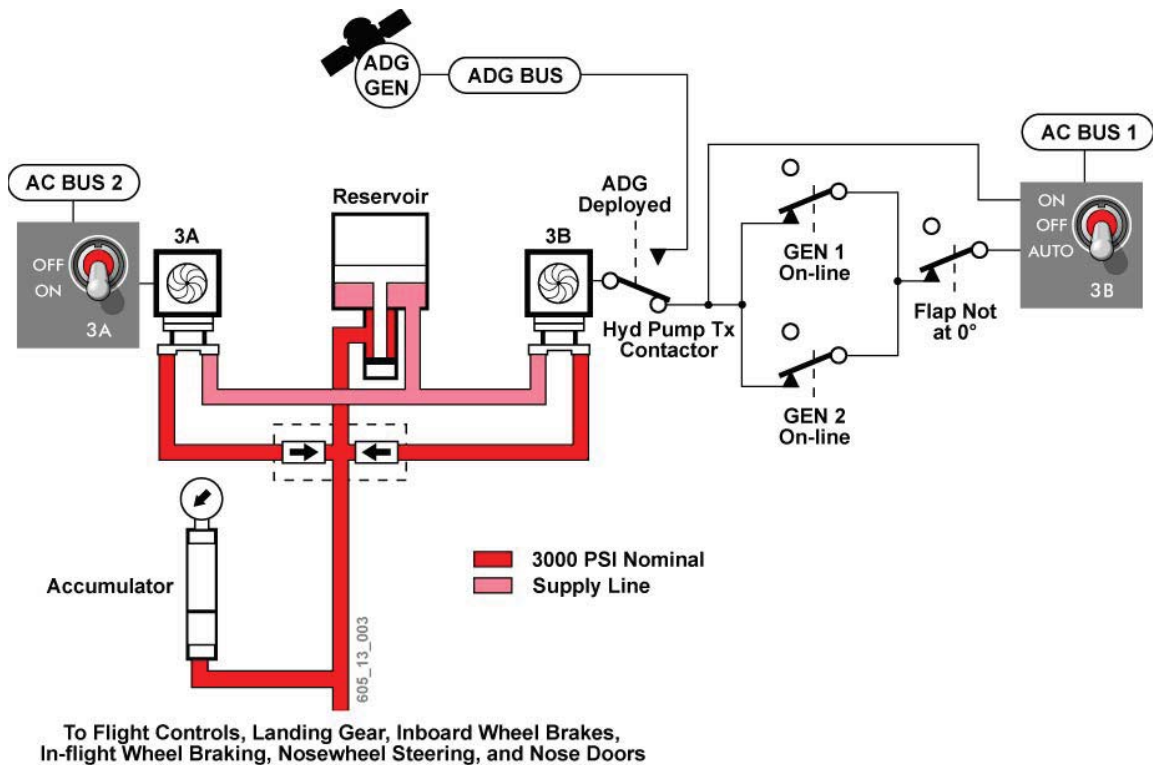 ADG
GEN
ADG BUS
AC BUS 1
AC BUS 2
Reservoir
ADG
Deployed
ON
OFF
AUTO
3B
3A
3B
OFF
ON
3A
GEN 1
On-line
Flap Not
at 0°
Hyd Pump Tx
Contactor
GEN 2
On-line
Accumulator
3000 PSI Nominal
Supply Line
605_13_003
To Flight Controls, Landing Gear, Inboard Wheel Brakes,
In-flight Wheel Braking, Nosewheel Steering, and Nose Doors